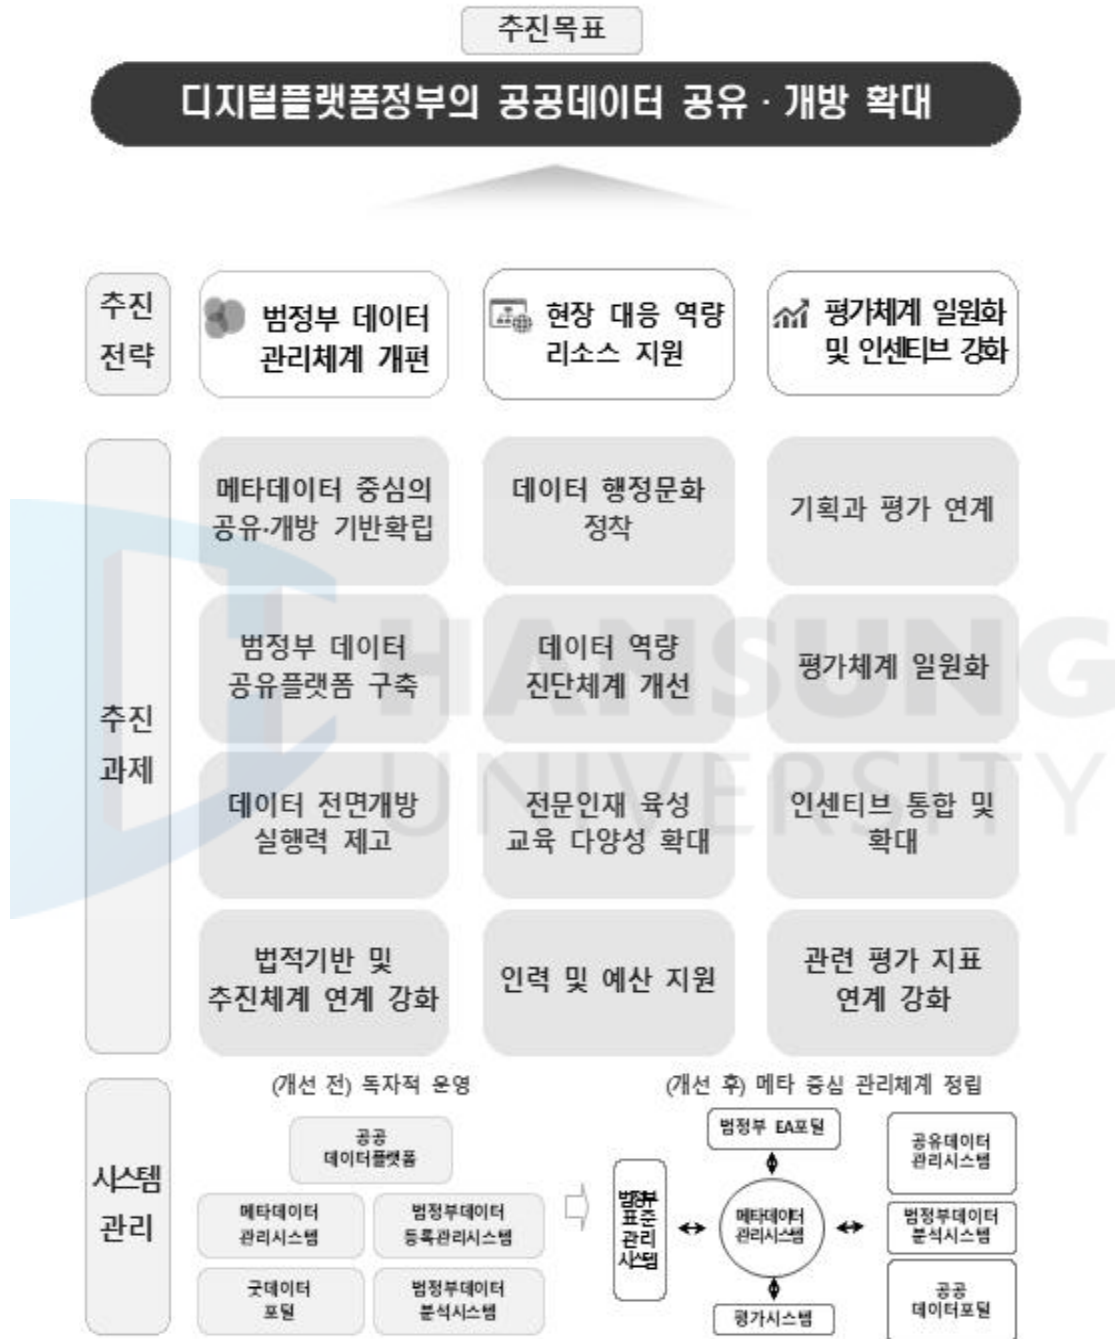 추진목표
디지털플랫폼정부의 공공데이터 공유 · 개방 확대
추진
전략
범정부 데이터
관리체계 개편
현장 대응 역량
리소스 지원
평가체계 일원화
및 인센티브 강화
추진
과제
메타데이터 중심의
공유·개방 기반확립
데이터 행정문화
정착
기획과 평가 연계
범정부 데이터
공유플랫폼 구축
데이터 역량
진단체계 개선
평가체계 일원화
데이터 전면개방
실행력 제고
전문인재 육성
교육 다양성 확대
인센티브 통합 및
확대
법적기반 및
추진체계 연계 강화
인력 및 예산 지원
관련 평가 지표
연계 강화
HANSUNG
UNIVERSITY
시스템
관리
(개선 전) 독자적 운영
공공
데이터플랫폼
메타데이터
관리시스템
범정부데이터
등록관리시스템
굿데이터
포털
범정부데이터
분석시스템
(개선 후) 메타 중심 관리체계 정립
범정부 EA포털
범정부
표준
관리
시스템
메타데이터
관리시스템
평가시스템
공유데이터
관리시스템
범정부데이터
분석시스템
공공
데이터포털